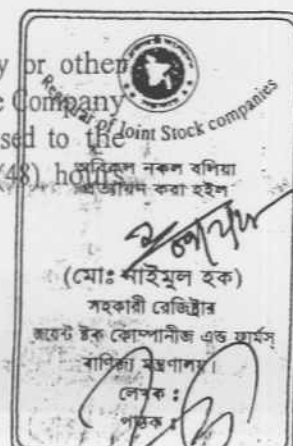 y or other
e Company
sed to the
(48) hours
Registrar of Joint Stock companies
অবিকল নকল বলিয়া
প্রত্যয়ন করা হইল
(মোঃ নাইমুল হক)
সহকারী রেজিষ্ট্রার
জয়েন্ট ষ্টক কোম্পানীজ এন্ড ফার্মস্
বাণিজ্য মন্ত্রণালয়।
লেখক :
পাঠক :